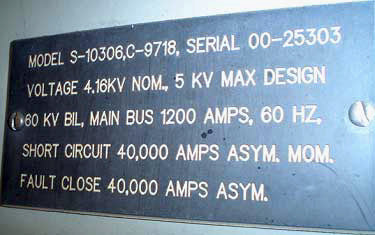 MODEL S-10306,C-9718, SERIAL 00-25303
VOLTAGE 4.16KV NOM., 5 KV MAX DESIGN
60 KV BIL, MAIN BUS 1200 AMPS, 60 HZ,
SHORT CIRCUIT 40,000 AMPS ASYM. MOM.
FAULT CLOSE 40,000 AMPS ASYM.